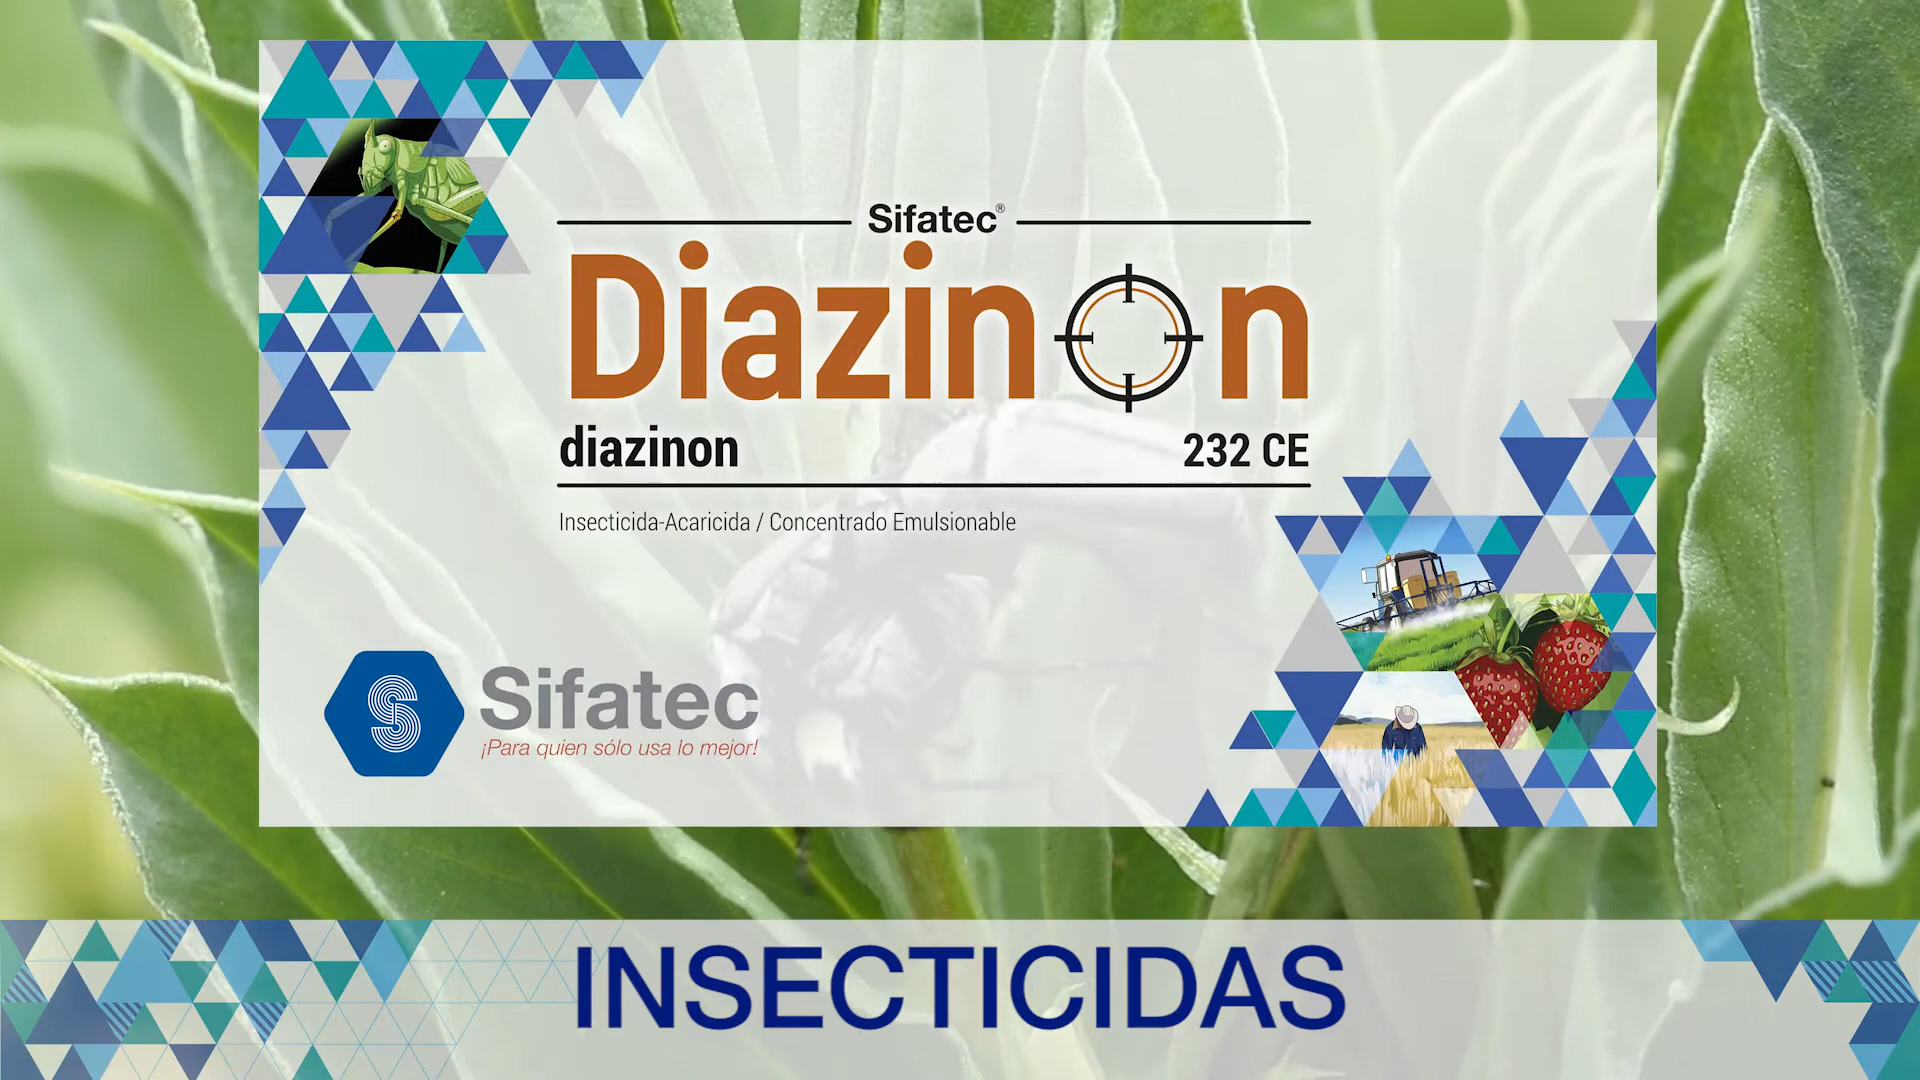 Sifatec®
Diazinon
diazinon
232 CE
Insecticida-Acaricida / Concentrado Emulsionable
S
Sifatec
¡Para quien sólo usa lo mejor!
INSECTICIDAS